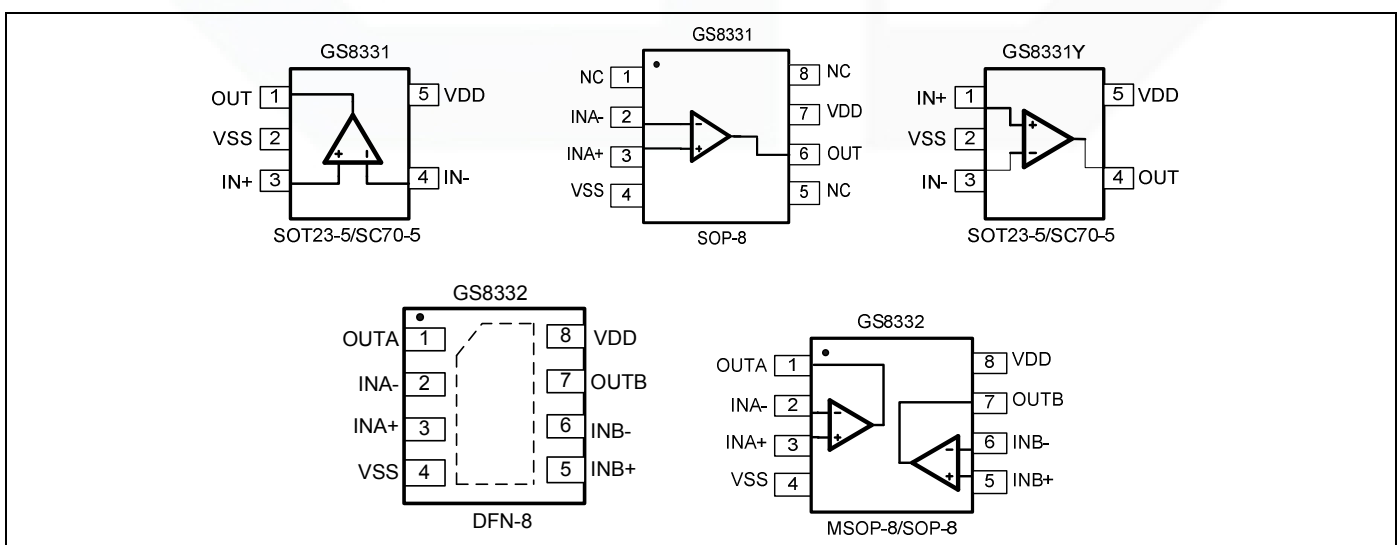 GS8331
OUT 1
5 VDD
VSS 2
IN+ 3
4 IN-
+ -
SOT23-5/SC70-5
GS8331
NC 1
8 NC
INA- 2
7 VDD
INA+ 3
6 OUT
VSS 4
5 NC
-
+
SOP-8
GS8331Y
IN+ 1
5 VDD
VSS 2
IN- 3
4 OUT
+
-
SOT23-5/SC70-5
GS8332
OUTA 1
8 VDD
INA- 2
7 OUTB
INA+ 3
6 INB-
VSS 4
5 INB+
DFN-8
GS8332
OUTA 1
8 VDD
INA- 2
7 OUTB
INA+ 3
6 INB-
VSS 4
5 INB+
-
+
-
+
MSOP-8/SOP-8